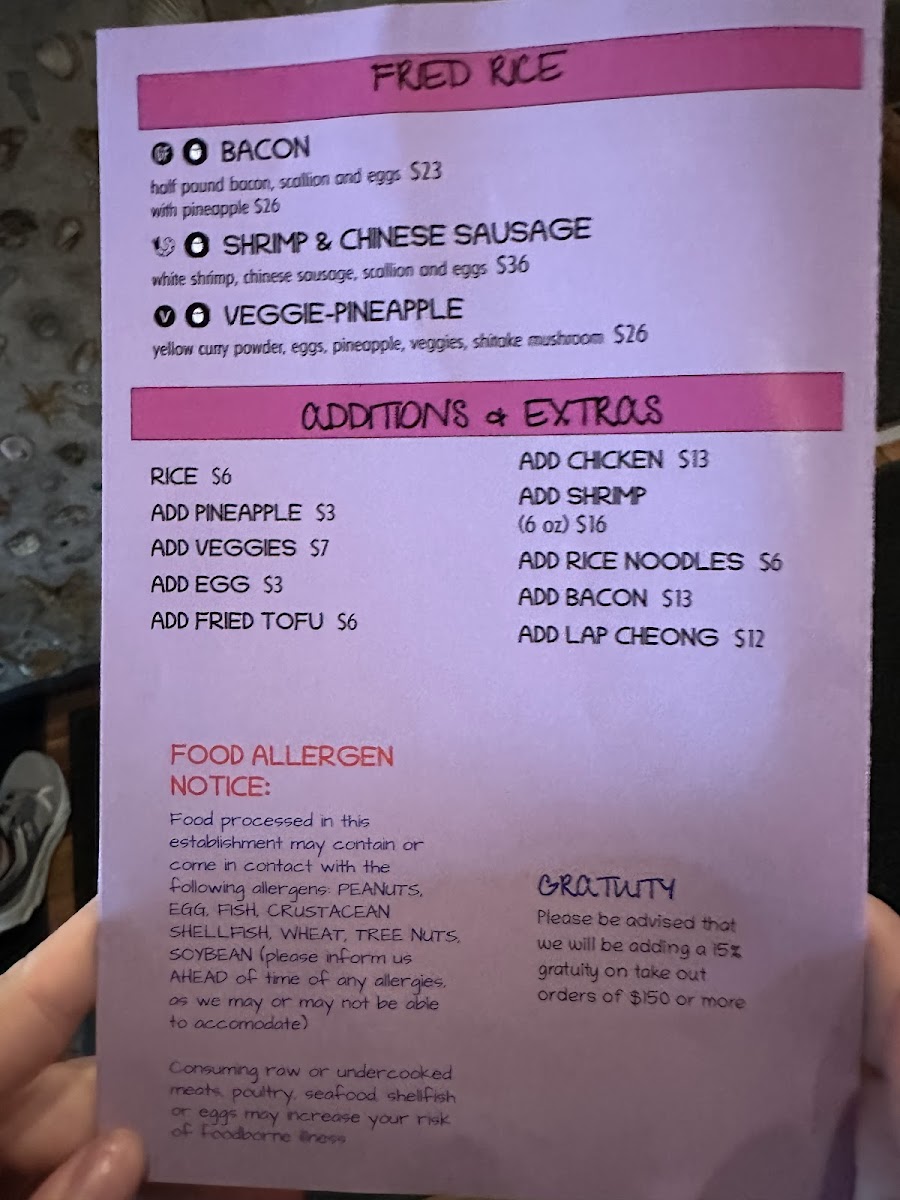 FRIED RICE
GF BACON
half pound bacon, scallion and eggs $23
with pineapple $26
SHRIMP & CHINESE SAUSAGE
white shrimp, chinese sausage, scallion and eggs $36
V VEGGIE-PINEAPPLE
yellow curry powder, eggs, pineapple, veggies, shitake mushroom $26
ADDITIONS & EXTRAS
RICE $6
ADD PINEAPPLE $3
ADD VEGGIES $7
ADD EGG $3
ADD FRIED TOFU $6
ADD CHICKEN $13
ADD SHRIMP
(6 oz) $16
ADD RICE NOODLES $6
ADD BACON $13
ADD LAP CHEONG $12
FOOD ALLERGEN
NOTICE:
Food processed in this
establishment may contain or
come in contact with the
following allergens: PEANUTS,
EGG, FISH, CRUSTACEAN
SHELLFISH, WHEAT, TREE NUTS,
SOYBEAN (please inform us
AHEAD of time of any allergies,
as we may or may not be able
to accomodate)
Consuming raw or undercooked
meats, poultry, seafood, shellfish
or eggs may increase your risk
of foodborne illness
GRATUITY
Please be advised that
we will be adding a 15%
gratuity on take out
orders of $150 or more